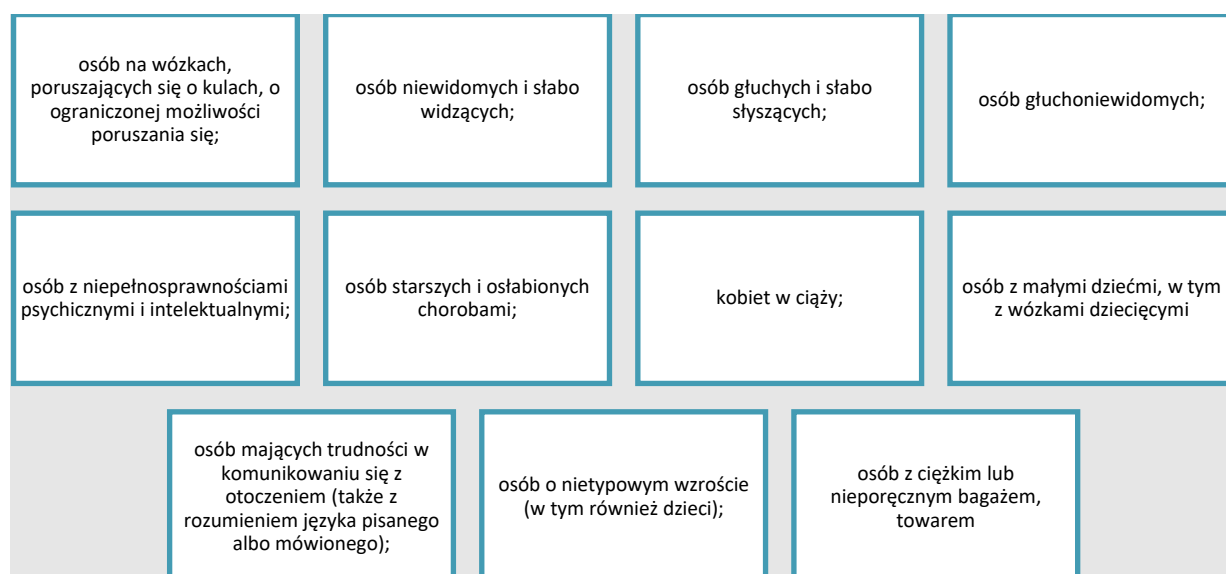 osób na wózkach,
poruszających się o kulach, o
ograniczonej możliwości
poruszania się;
osób niewidomych i słabo
widzących;
osób głuchych i słabo
słyszących;
osób głuchoniewidomych;
osób z niepełnosprawnościami
psychicznymi i intelektualnymi;
osób starszych i osłabionych
chorobami;
kobiet w ciąży;
osób z małymi dziećmi, w tym
z wózkami dziecięcymi
osób mających trudności w
komunikowaniu się z
otoczeniem (także z
rozumieniem języka pisanego
albo mówionego);
osób o nietypowym wzroście
(w tym również dzieci);
osób z ciężkim lub
nieporęcznym bagażem,
towarem